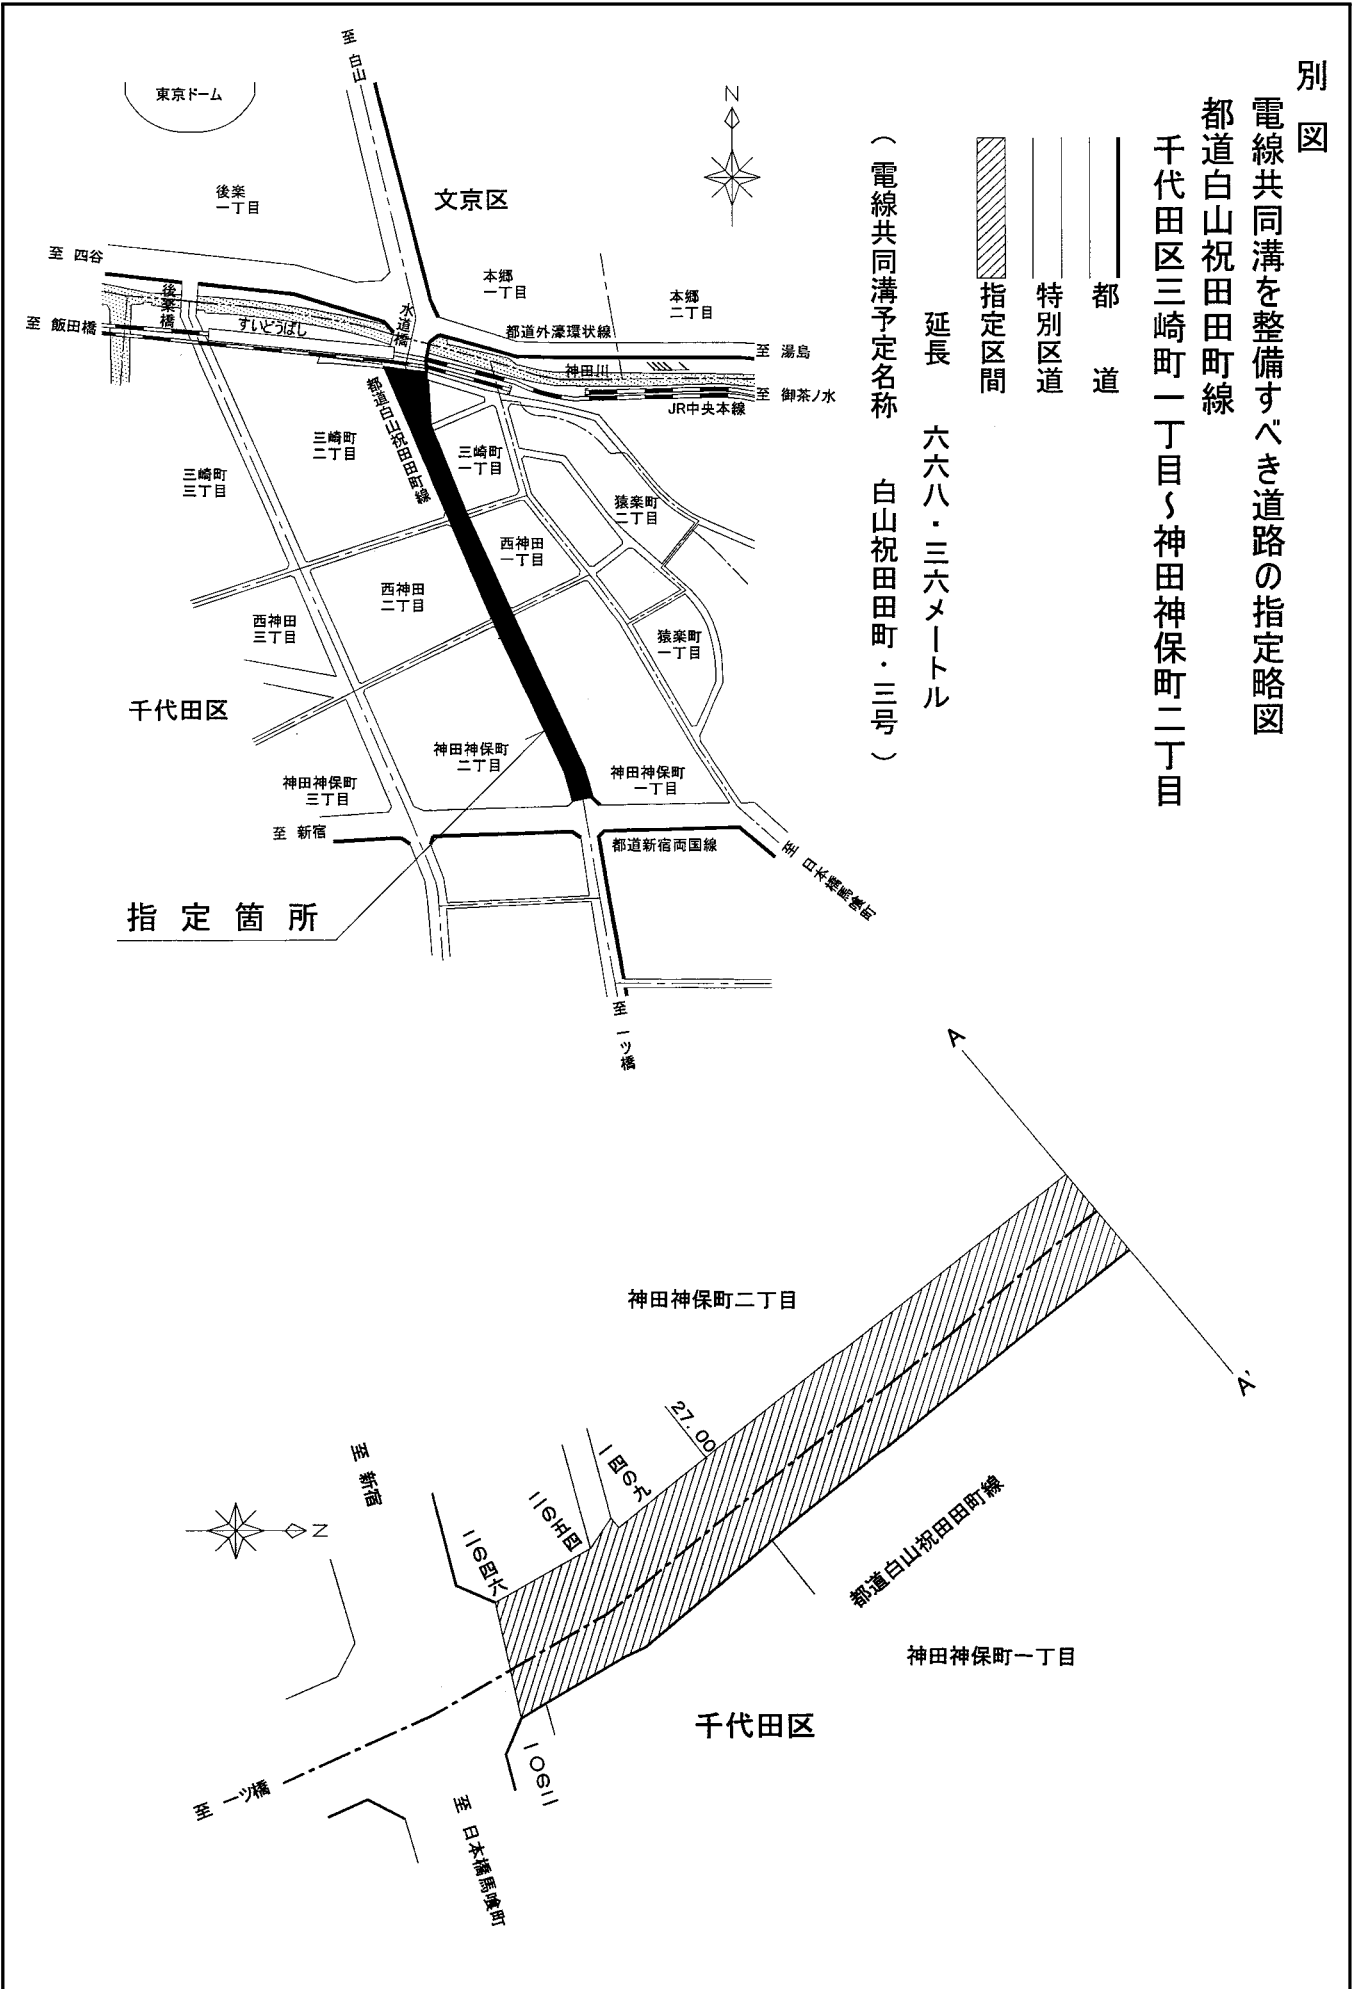 別図
電線共同溝を整備すべき道路の指定略図
都道白山祝田田町線
千代田区三崎町一丁目～神田神保町二丁目
都道
特別区道
指定区間
延長 六六八・三六メートル
（電線共同溝予定名称 白山祝田田町・三号）
N
至 白山
東京ドーム
後楽
一丁目
文京区
至 四谷
後楽橋
水道橋
本郷
一丁目
本郷
二丁目
都道外濠環状線
至 湯島
至 飯田橋
すいどうばし
神田川
至 御茶ノ水
JR中央本線
都道白山祝田田町線
三崎町
三丁目
三崎町
二丁目
三崎町
一丁目
猿楽町
二丁目
西神田
一丁目
西神田
二丁目
西神田
三丁目
猿楽町
一丁目
千代田区
神田神保町
二丁目
神田神保町
一丁目
神田神保町
三丁目
至 新宿
都道新宿両国線
至 日本橋馬喰町
指定箇所
至 一ツ橋
A
A'
神田神保町二丁目
27.00
一四の九
二の五四
二の四六
至 新宿
N
都道白山祝田田町線
神田神保町一丁目
千代田区
一の一〇
至 一ツ橋
至 日本橋馬喰町